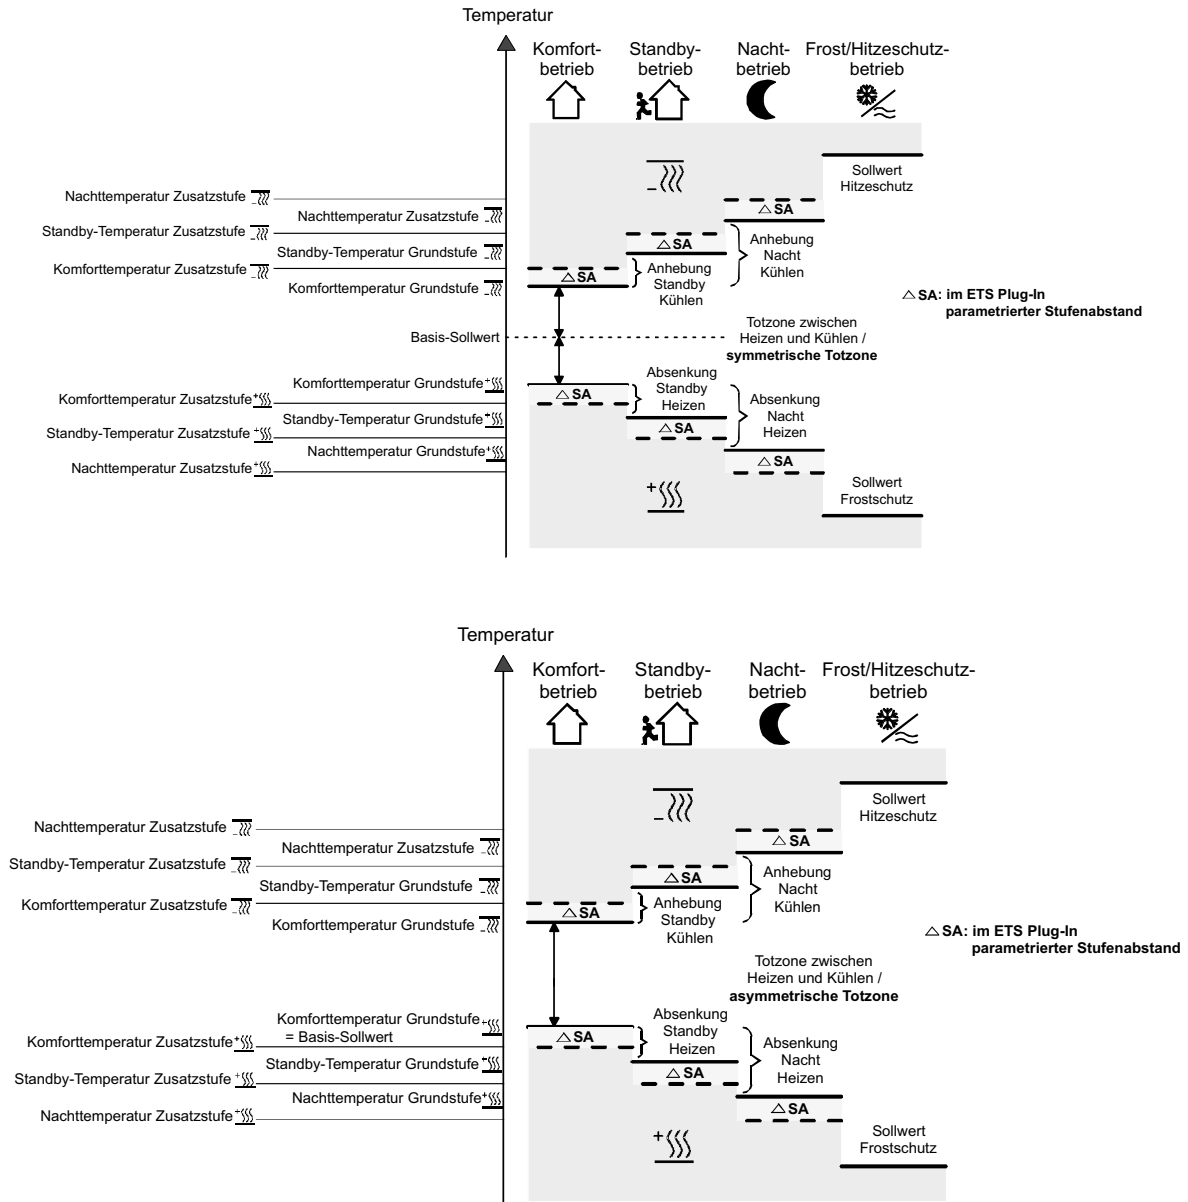 Temperatur
Komfort-
betrieb
Standby-
betrieb
Nacht-
betrieb
Frost/Hitzeschutz-
betrieb
Sollwert
Hitzeschutz
Nachttemperatur Zusatzstufe
Nachttemperatur Zusatzstufe
Standby-Temperatur Zusatzstufe
Standby-Temperatur Grundstufe
Komforttemperatur Zusatzstufe
Komforttemperatur Grundstufe
△ SA
△ SA
△ SA
Anhebung
Standby
Kühlen
Anhebung
Nacht
Kühlen
△ SA: im ETS Plug-In
parametrierter Stufenabstand
Basis-Sollwert
Totzone zwischen
Heizen und Kühlen /
symmetrische Totzone
Komforttemperatur Grundstufe
Komforttemperatur Zusatzstufe
Standby-Temperatur Grundstufe
Standby-Temperatur Zusatzstufe
Nachttemperatur Grundstufe
Nachttemperatur Zusatzstufe
△ SA
Absenkung
Standby
Heizen
△ SA
Absenkung
Nacht
Heizen
△ SA
Sollwert
Frostschutz
Temperatur
Komfort-
betrieb
Standby-
betrieb
Nacht-
betrieb
Frost/Hitzeschutz-
betrieb
Sollwert
Hitzeschutz
Nachttemperatur Zusatzstufe
Nachttemperatur Zusatzstufe
Standby-Temperatur Zusatzstufe
Standby-Temperatur Grundstufe
Komforttemperatur Zusatzstufe
Komforttemperatur Grundstufe
△ SA
△ SA
△ SA
Anhebung
Standby
Kühlen
Anhebung
Nacht
Kühlen
△ SA: im ETS Plug-In
parametrierter Stufenabstand
Totzone zwischen
Heizen und Kühlen /
asymmetrische Totzone
Komforttemperatur Grundstufe
= Basis-Sollwert
Komforttemperatur Zusatzstufe
Standby-Temperatur Grundstufe
Standby-Temperatur Zusatzstufe
Nachttemperatur Grundstufe
Nachttemperatur Zusatzstufe
△ SA
Absenkung
Standby
Heizen
△ SA
Absenkung
Nacht
Heizen
△ SA
Sollwert
Frostschutz